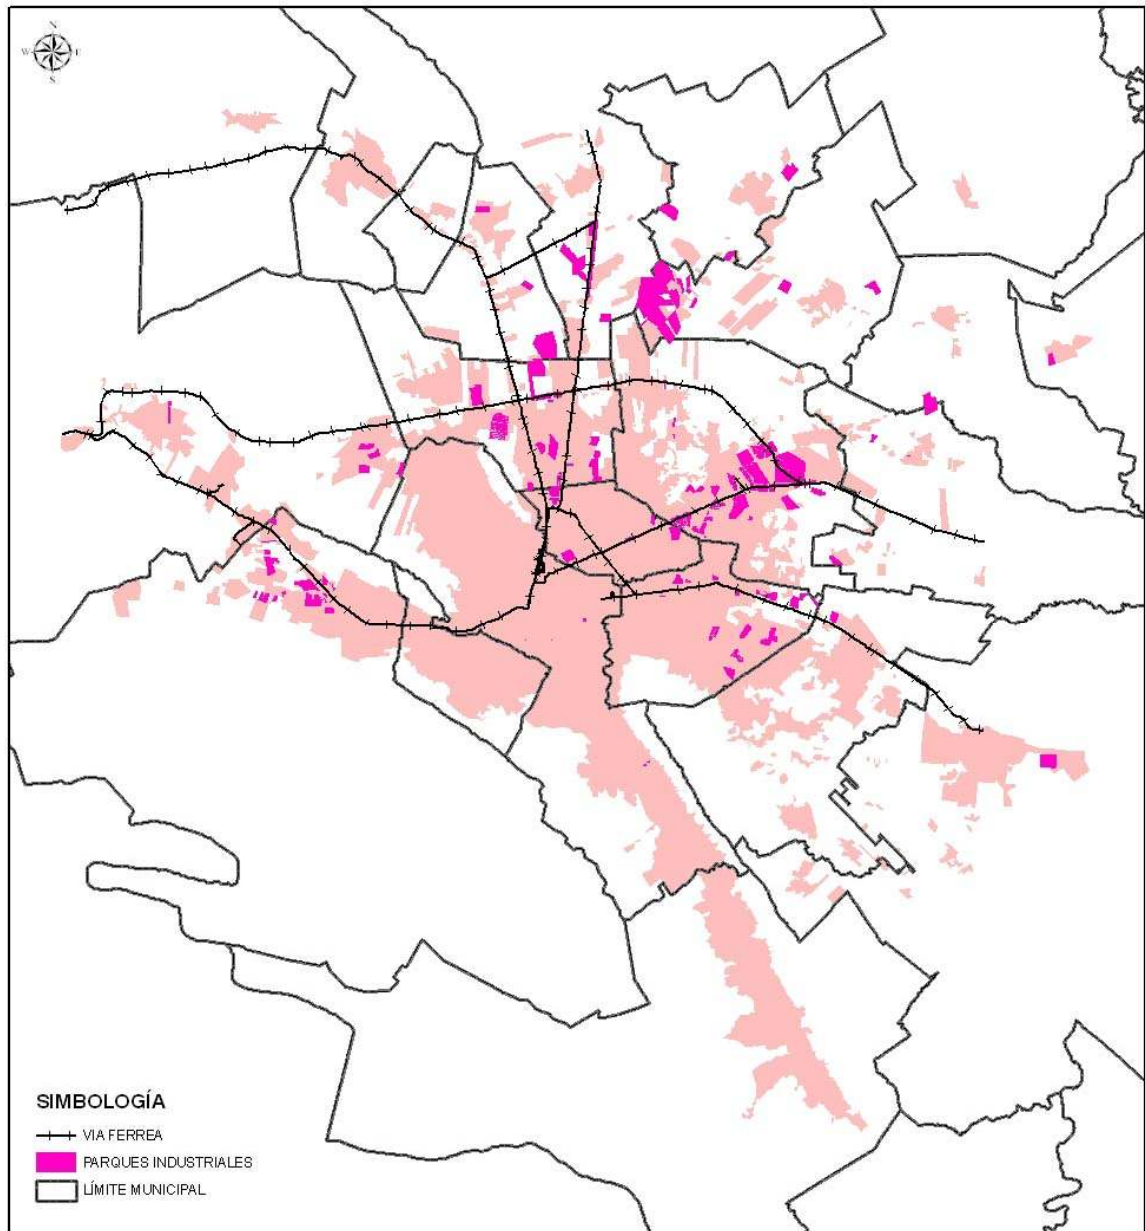 N
W E
S
SIMBOLOGÍA
VIA FERREA
PARQUES INDUSTRIALES
LÍMITE MUNICIPAL